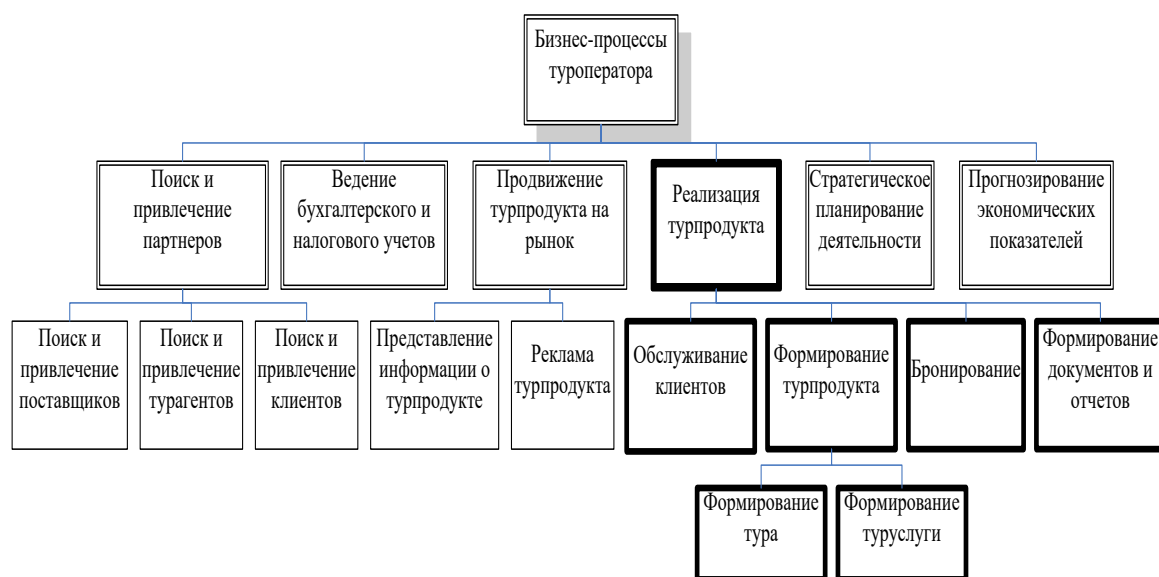 Бизнес-процессы
туроператора
Поиск и
привлечение
партнеров
Ведение
бухгалтерского и
налогового учетов
Продвижение
турпродукта на
рынок
Реализация
турпродукта
Стратегическое
планирование
деятельности
Прогнозирование
экономических
показателей
Поиск и
привлечение
поставщиков
Поиск и
привлечение
турагентов
Поиск и
привлечение
клиентов
Представление
информации о
турпродукте
Реклама
турпродукта
Обслуживание
клиентов
Формирование
турпродукта
Бронирование
Формирование
документов и
отчетов
Формирование
тура
Формирование
туруслуги